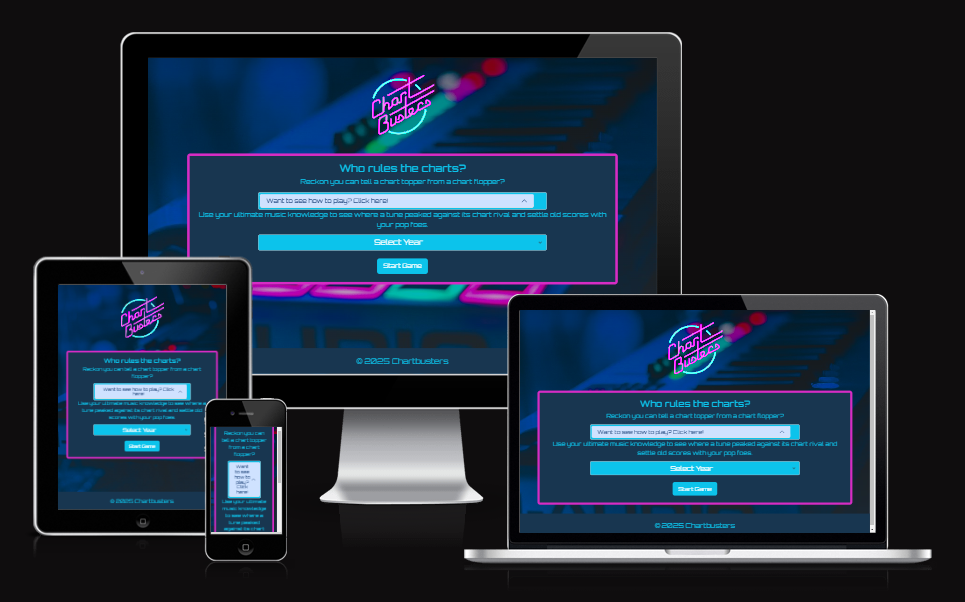 Chart
Busters
Who rules the charts?
Reckon you can tell a chart topper from a chart flopper?
Want to see how to play? Click here!
Use your ultimate music knowledge to see where a tune peaked against its chart rival and settle old scores with
your pop foes.
Select Year
Start Game
© 2025 Chartbusters
Chart
Busters
Who rules the charts?
Reckon you can tell a chart topper from a chart
flopper?
Want to see how to play? Click
here!
Use your ultimate music knowledge to see where a
tune peaked against its chart rival and settle old
scores with your pop foes.
Select Year
Start Game
© 2025 Chartbusters
Reckon you can
tell a chart topper
from a chart
flopper?
Want
to see
how to
play?
Click
here!
Use your ultimate
music knowledge
to see where a
tune peaked
against its chart
Chart
Busters
Who rules the charts?
Reckon you can tell a chart topper from a chart flopper?
Want to see how to play? Click here!
Use your ultimate music knowledge to see where a tune peaked against its chart rival and
settle old scores with your pop foes.
Select Year
Start Game
© 2025 Chartbusters